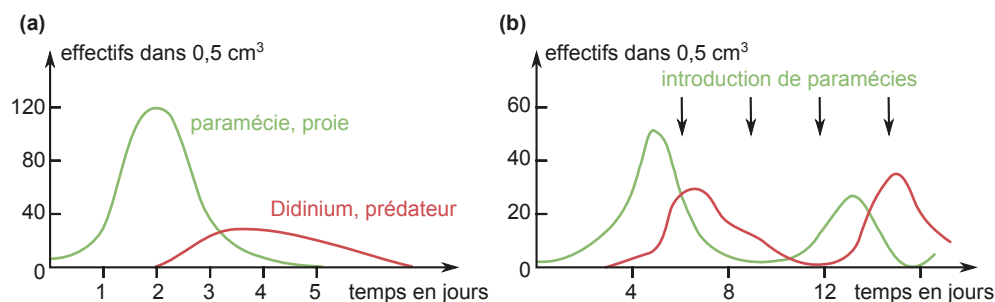 (a)
effectifs dans 0,5 cm³
120
80
40
0
paramécie, proie
Didinium, prédateur
1 2 3 4 5 temps en jours
(b)
effectifs dans 0,5 cm³
introduction de paramécies
60
40
20
0
4 8 12 temps en jours